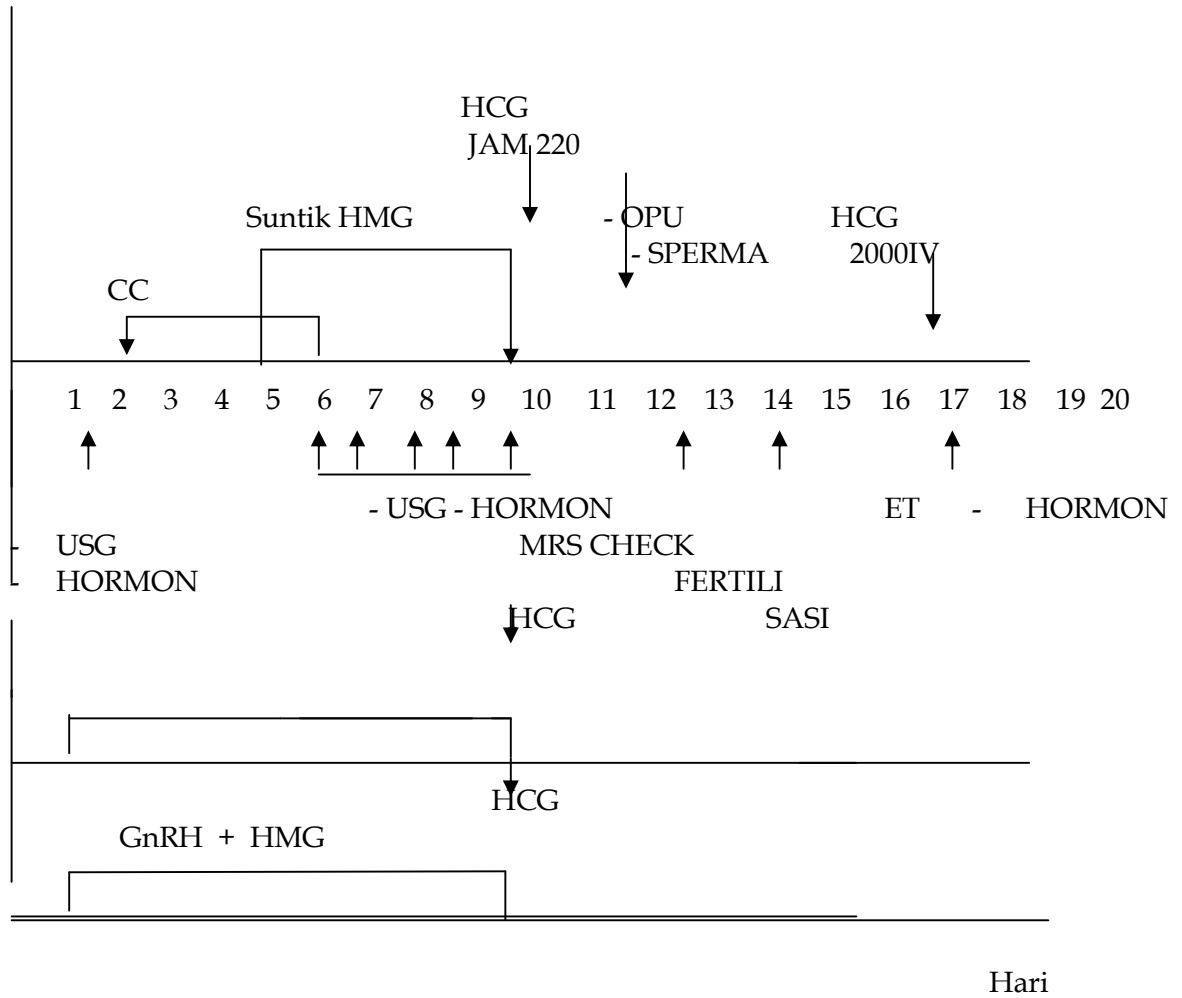 HCG
JAM 220
Suntik HMG - OPU HCG
- SPERMA 2000IV
CC
1 2 3 4 5 6 7 8 9 10 11 12 13 14 15 16 17 18 19 20
- USG - HORMON ET - HORMON
- USG MRS CHECK
- HORMON FERTILI
HCG SASI
HCG
GnRH + HMG
Hari